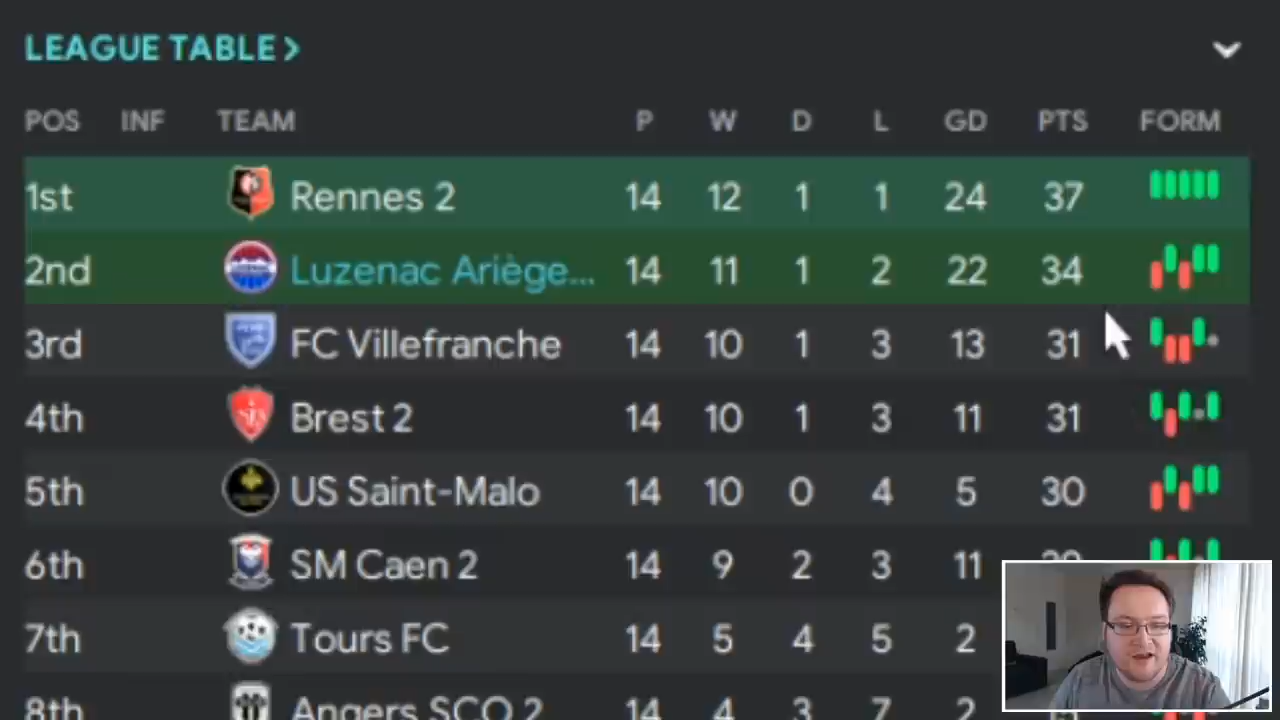 LEAGUE TABLE >
POS INF TEAM P W D L GD PTS FORM
1st Rennes 2 14 12 1 1 24 37
2nd Luzenac Ariège... 14 11 1 2 22 34
3rd FC Villefranche 14 10 1 3 13 31
4th Brest 2 14 10 1 3 11 31
5th US Saint-Malo 14 10 0 4 5 30
6th SM Caen 2 14 9 2 3 11
7th Tours FC 14 5 4 5 2
8th Angers SCO 2 14 4 3 7 2